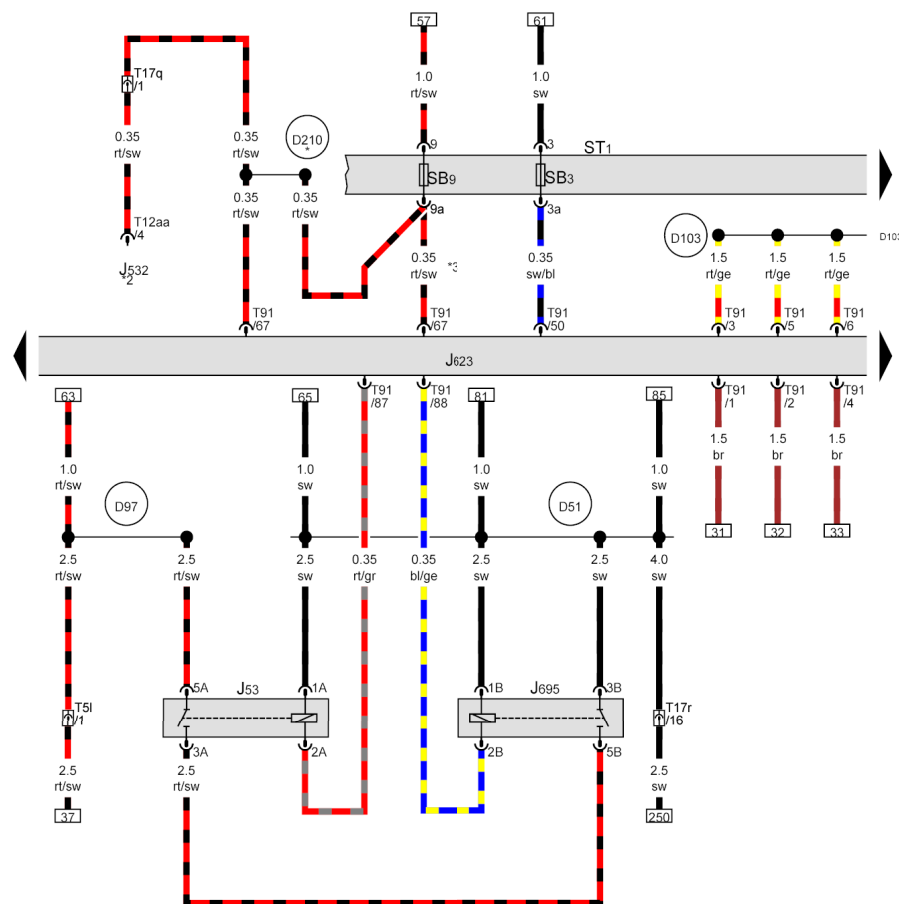 57
61
T17q
/1
1.0
rt/sw
1.0
sw
0.35
rt/sw
0.35
rt/sw
D210
*
9
3
ST1
SB9
SB3
0.35
rt/sw
0.35
rt/sw
9a
3a
T12aa
/4
J532
*2
D103
D103
0.35
rt/sw
*3
0.35
sw/bl
1.5
rt/ge
1.5
rt/ge
1.5
rt/ge
T91
/67
T91
/67
T91
/50
T91
/3
T91
/5
T91
/6
J623
63
65
T91
/87
T91
/88
81
85
T91
/1
T91
/2
T91
/4
1.0
rt/sw
1.0
sw
1.0
sw
1.0
sw
1.5
br
1.5
br
1.5
br
D97
D51
31
32
33
2.5
rt/sw
2.5
rt/sw
2.5
sw
0.35
rt/gr
0.35
bl/ge
2.5
sw
2.5
sw
4.0
sw
5A
J53
1A
1B
J695
3B
T5l
/1
T17r
/16
3A
2A
2B
5B
2.5
rt/sw
2.5
rt/sw
2.5
sw
37
250